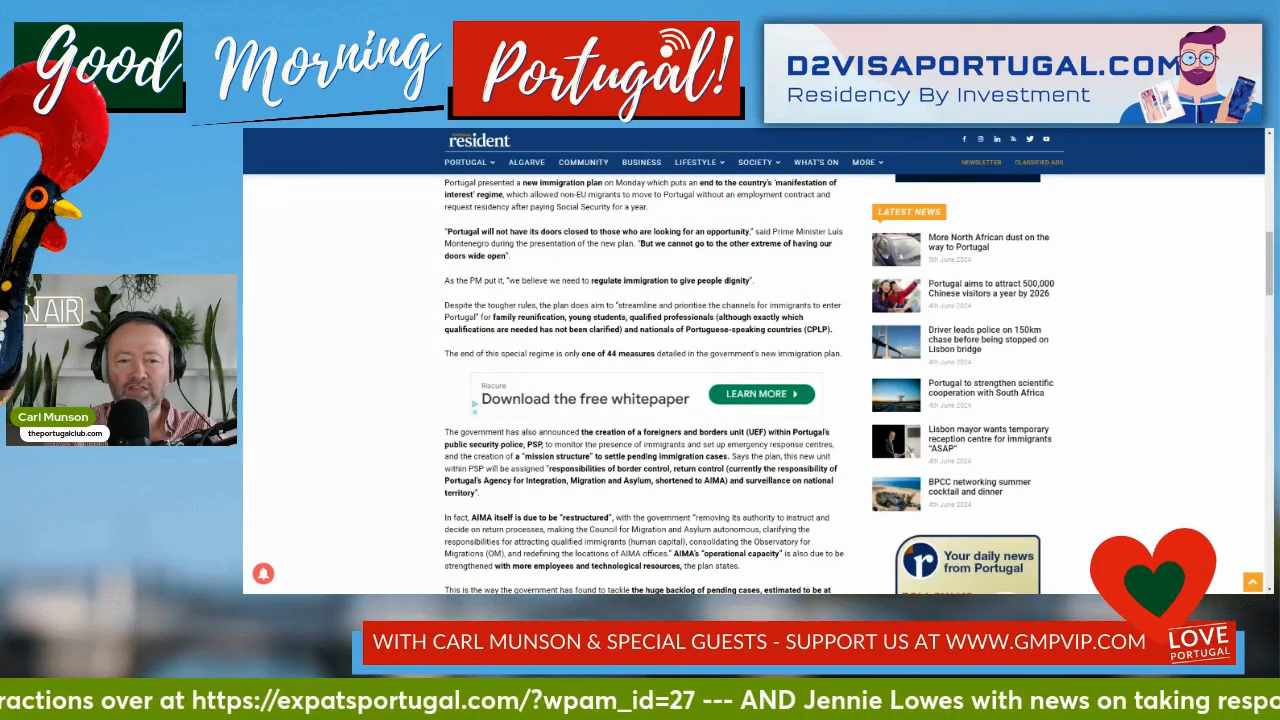 Good Morning Portugal!
D2VISAPORTUGAL.COM
Residency By Investment
PORTUGAL
resident
PORTUGAL ALGARVE COMMUNITY BUSINESS LIFESTYLE SOCIETY WHAT'S ON MORE NEWSLETTER CLASSIFIED ADS
Portugal presented a new immigration plan on Monday which puts an end to the country's 'manifestation of
interest' regime, which allowed non-EU migrants to move to Portugal without an employment contract and
request residency after paying Social Security for a year.
"Portugal will not have its doors closed to those who are looking for an opportunity," said Prime Minister Luís
Montenegro during the presentation of the new plan. "But we cannot go to the other extreme of having our
doors wide open".
As the PM put it, "we believe we need to regulate immigration to give people dignity".
Despite the tougher rules, the plan does aim to "streamline and prioritise the channels for immigrants to enter
Portugal" for family reunification, young students, qualified professionals (although exactly which
qualifications are needed has not been clarified) and nationals of Portuguese-speaking countries (CPLP).
The end of this special regime is only one of 44 measures detailed in the government's new immigration plan.
Riscure
Download the free whitepaper
LEARN MORE
The government has also announced the creation of a foreigners and borders unit (UEF) within Portugal's
public security police, PSP, to monitor the presence of immigrants and set up emergency response centres,
and the creation of a "mission structure" to settle pending immigration cases. Says the plan, this new unit
within PSP will be assigned "responsibilities of border control, return control (currently the responsibility of
Portugal's Agency for Integration, Migration and Asylum, shortened to AIMA) and surveillance on national
territory".
In fact, AIMA itself is due to be "restructured", with the government "removing its authority to instruct and
decide on return processes, making the Council for Migration and Asylum autonomous, clarifying the
responsibilities for attracting qualified immigrants (human capital), consolidating the Observatory for
Migrations (OM), and redefining the locations of AIMA offices." AIMA's "operational capacity" is also due to be
strengthened with more employees and technological resources, the plan states.
This is the way the government has found to tackle the huge backlog of pending cases, estimated to be at
LATEST NEWS
More North African dust on the
way to Portugal
5th June 2024
Portugal aims to attract 500,000
Chinese visitors a year by 2026
4th June 2024
Driver leads police on 150km
chase before being stopped on
Lisbon bridge
4th June 2024
Portugal to strengthen scientific
cooperation with South Africa
4th June 2024
Lisbon mayor wants temporary
reception centre for immigrants
"ASAP"
4th June 2024
BPCC networking summer
cocktail and dinner
4th June 2024
r
Your daily news
from Portugal
N AIR
Carl Munson
theportugalclub.com
WITH CARL MUNSON & SPECIAL GUESTS - SUPPORT US AT WWW.GMPVIP.COM
LOVE
PORTUGAL
ractions over at https://expatsportugal.com/?wpam_id=27 --- AND Jennie Lowes with news on taking respo